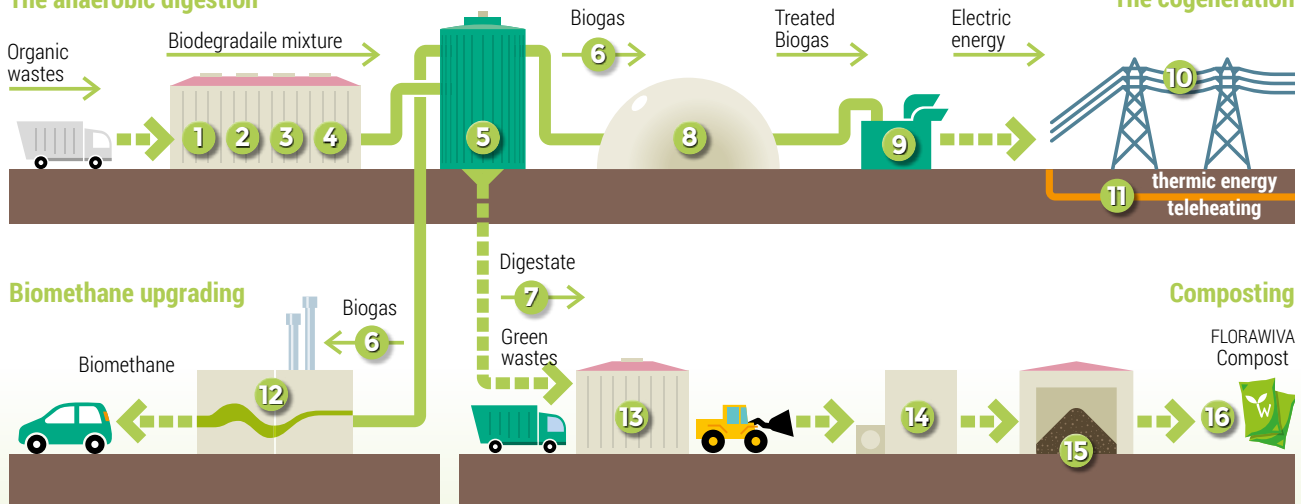 The anaerobic digestion
The cogeneration
Organic
wastes
Biodegradaile mixture
Biogas
6
Treated
Biogas
Electric
energy
1
2
3
4
5
8
9
10
11
thermic energy
teleheating
Biomethane upgrading
Biogas
6
Biomethane
12
Digestate
7
Green
wastes
Composting
FLORAWIVA
Compost
13
14
15
16
W